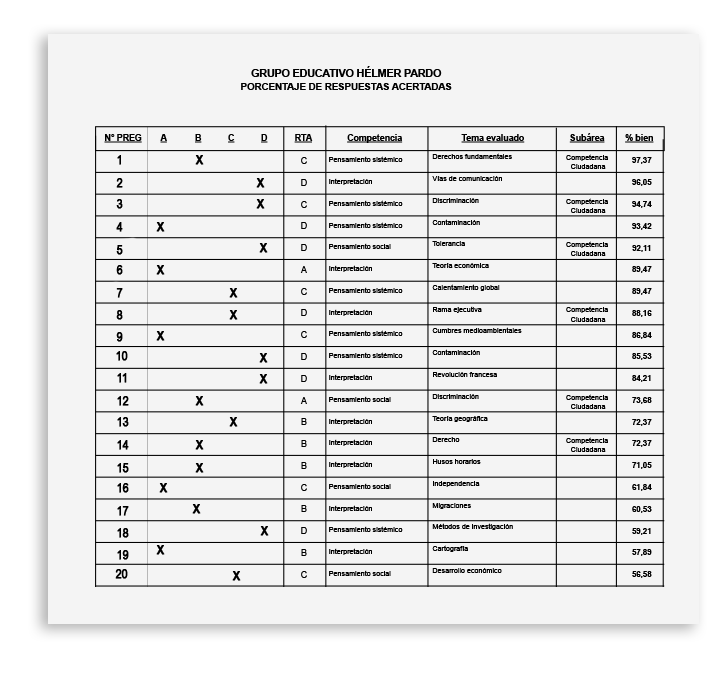 GRUPO EDUCATIVO HÉLMER PARDO
PORCENTAJE DE RESPUESTAS ACERTADAS
N° PREG A B C D RTA Competencia Tema evaluado Subárea % bien
1 X C Pensamiento sistémico Derechos fundamentales Competencia Ciudadana 97,37
2 X D Interpretación Vías de comunicación 96,05
3 X C Pensamiento sistémico Discriminación Competencia Ciudadana 94,74
4 X D Pensamiento sistémico Contaminación 93,42
5 X D Pensamiento social Tolerancia Competencia Ciudadana 92,11
6 X A Interpretación Teoría económica 89,47
7 X C Pensamiento sistémico Calentamiento global 89,47
8 X D Interpretación Rama ejecutiva Competencia Ciudadana 88,16
9 X C Pensamiento sistémico Cumbres medioambientales 86,84
10 X D Pensamiento sistémico Contaminación 85,53
11 X D Interpretación Revolución francesa 84,21
12 X A Pensamiento social Discriminación Competencia Ciudadana 73,68
13 X B Interpretación Teoría geográfica 72,37
14 X B Interpretación Derecho Competencia Ciudadana 72,37
15 X B Interpretación Husos horarios 71,05
16 X C Pensamiento social Independencia 61,84
17 X B Interpretación Migraciones 60,53
18 X D Pensamiento sistémico Métodos de investigación 59,21
19 X B Interpretación Cartografía 57,89
20 X C Pensamiento social Desarrollo económico 56,58